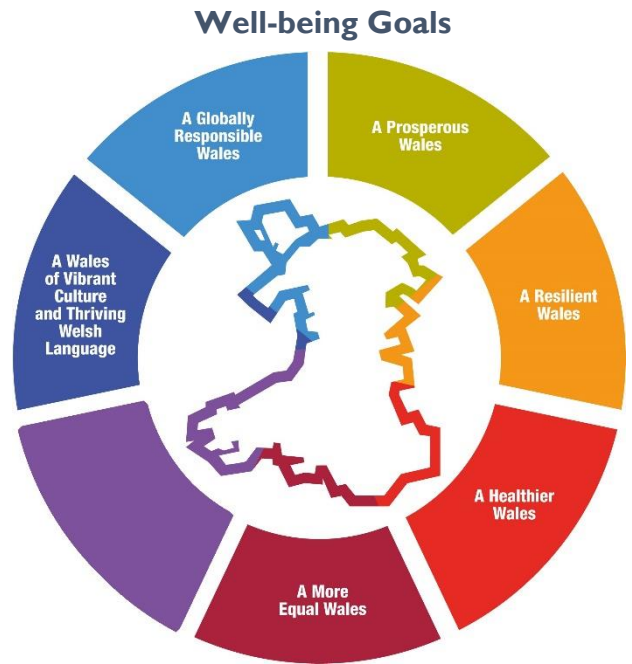 Well-being Goals
A Globally
Responsible
Wales
A Prosperous
Wales
A Resilient
Wales
A Healthier
Wales
A More
Equal Wales
A Wales
of Vibrant
Culture
and Thriving
Welsh
Language